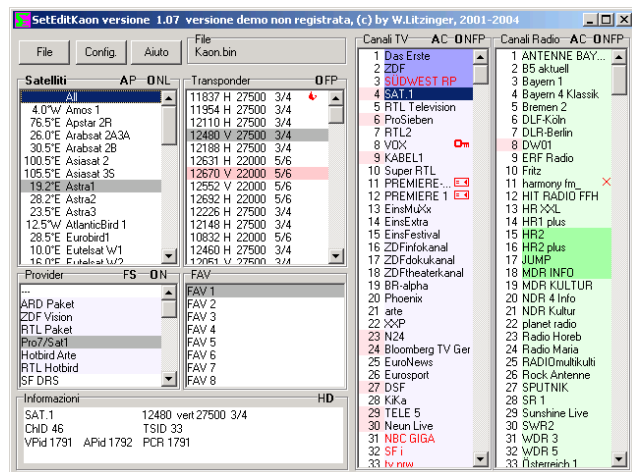 SetEditKaon versione 1.07 versione demo non registrata, (c) by W.Litzinger, 2001-2004
File Config. Aiuto
File
Kaon.bin
Satelliti AP ONL
All
4.0°W Amos 1
76.5°E Apstar 2R
26.0°E Arabsat 2A3A
30.5°E Arabsat 2B
100.5°E Asiasat 2
105.5°E Asiasat 3S
19.2°E Astra1
28.2°E Astra2
23.5°E Astra3
12.5°W AtlanticBird 1
28.5°E Eurobird1
10.0°E Eutelsat W1
16.0°E Eutelsat W2
Transponder OFP
11837 H 27500 3/4
11954 H 27500 3/4
12110 H 27500 3/4
12480 V 27500 3/4
12188 H 27500 3/4
12631 H 22000 5/6
12670 V 22000 5/6
12552 V 22000 5/6
12692 H 22000 5/6
12226 H 27500 3/4
12148 H 27500 3/4
10832 H 22000 5/6
12460 V 27500 3/4
12051 V 27500 3/4
Provider FS ON
---
ARD Paket
ZDF Vision
RTL Paket
Pro7/Sat1
Hotbird Arte
RTL Hotbird
SF DRS
FAV
FAV 1
FAV 2
FAV 3
FAV 4
FAV 5
FAV 6
FAV 7
FAV 8
Informazioni HD
SAT.1 12480 vert 27500 3/4
ChID 46 TSID 33
VPid 1791 APid 1792 PCR 1791
Canali TV AC ONFP
1 Das Erste
2 ZDF
3 SÜDWEST RP
4 SAT.1
5 RTL Television
6 ProSieben
7 RTL2
8 VOX
9 KABEL1
10 Super RTL
11 PREMIERE-...
12 PREMIERE 1
13 EinsMuXx
14 EinsExtra
15 EinsFestival
16 ZDFinfokanal
17 ZDFdokukanal
18 ZDFtheaterkanal
19 BR-alpha
20 Phoenix
21 arte
22 XXP
23 N24
24 Bloomberg TV Ger
25 EuroNews
26 Eurosport
27 DSF
28 KiKa
29 TELE 5
30 Neun Live
31 NBC GIGA
32 SF i
33 tv nrw
Canali Radio AC ONFP
1 ANTENNE BAY...
2 B5 aktuell
3 Bayern 1
4 Bayern 4 Klassik
5 Bremen 2
6 DLF-Köln
7 DLR-Berlin
8 DW01
9 ERF Radio
10 Fritz
11 harmony fm_
12 HIT RADIO FFH
13 HR XXL
14 HR1 plus
15 HR2
16 HR2 plus
17 JUMP
18 MDR INFO
19 MDR KULTUR
20 NDR 4 Info
21 NDR Kultur
22 planet radio
23 Radio Horeb
24 Radio Maria
25 RADIOmultikulti
26 Rock Antenne
27 SPUTNIK
28 SR 1
29 Sunshine Live
30 SWR2
31 WDR 3
32 WDR 5
33 Österreich 1